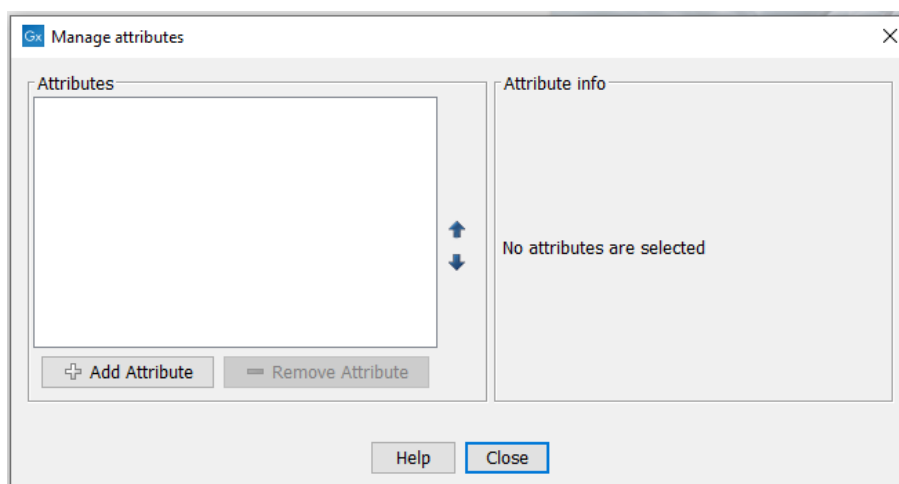 Gx Manage attributes
Attributes
Attribute info
No attributes are selected
Add Attribute
Remove Attribute
Help
Close